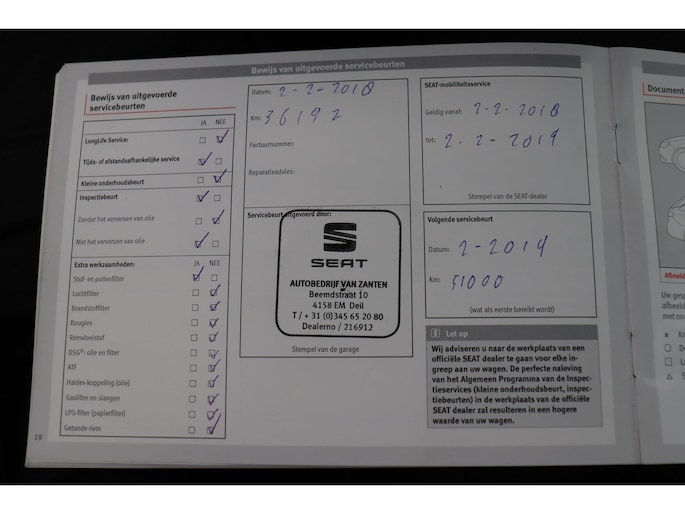 Bewijs van uitgevoerde servicebeurten
Bewijs van uitgevoerde
servicebeurten
JA NEE
LongLife Service:
Tijds- of afstandsafhankelijke service
Kleine onderhoudsbeurt
Inspectiebeurt
Zonder het verversen van olie
Met het verversen van olie
Extra werkzaamheden: JA NEE
Stof- en pollenfilter
Luchtfilter
Brandstoffilter
Bougies
Remvloeistof
DSG®: olie en filter
ATF
Haldex koppeling (olie)
Gasfilter en slangen
LPG-filter (papierfilter)
Getande riem
18
Datum: 2-2-2018
Km: 36192
Factuurnummer:
Reparatieadvies:
Servicebeurt uitgevoerd door:
SEAT
AUTOBEDRIJF VAN ZANTEN
Beemdstraat 10
4158 EM Deil
T / + 31 (0)345 65 20 80
Dealerno / 216912
Stempel van de garage
SEAT-mobiliteitsservice
Geldig vanaf: 2-2-2018
tot: 2-2-2019
Stempel van de SEAT-dealer
Volgende servicebeurt
Datum: 2-2019
Km: 51000
(wat als eerste bereikt wordt)
Let op
Wij adviseren u naar de werkplaats van een
officiële SEAT dealer te gaan voor elke in-
greep aan uw wagen. De perfecte naleving
van het Algemeen Programma van de Inspec-
tieservices (kleine onderhoudsbeurt, inspec-
tiebeurten) in de werkplaats van de officiële
SEAT dealer zal resulteren in een hogere
waarde van uw wagen.
Document
Afbeeld
Uw gesp
afbeeld
met on